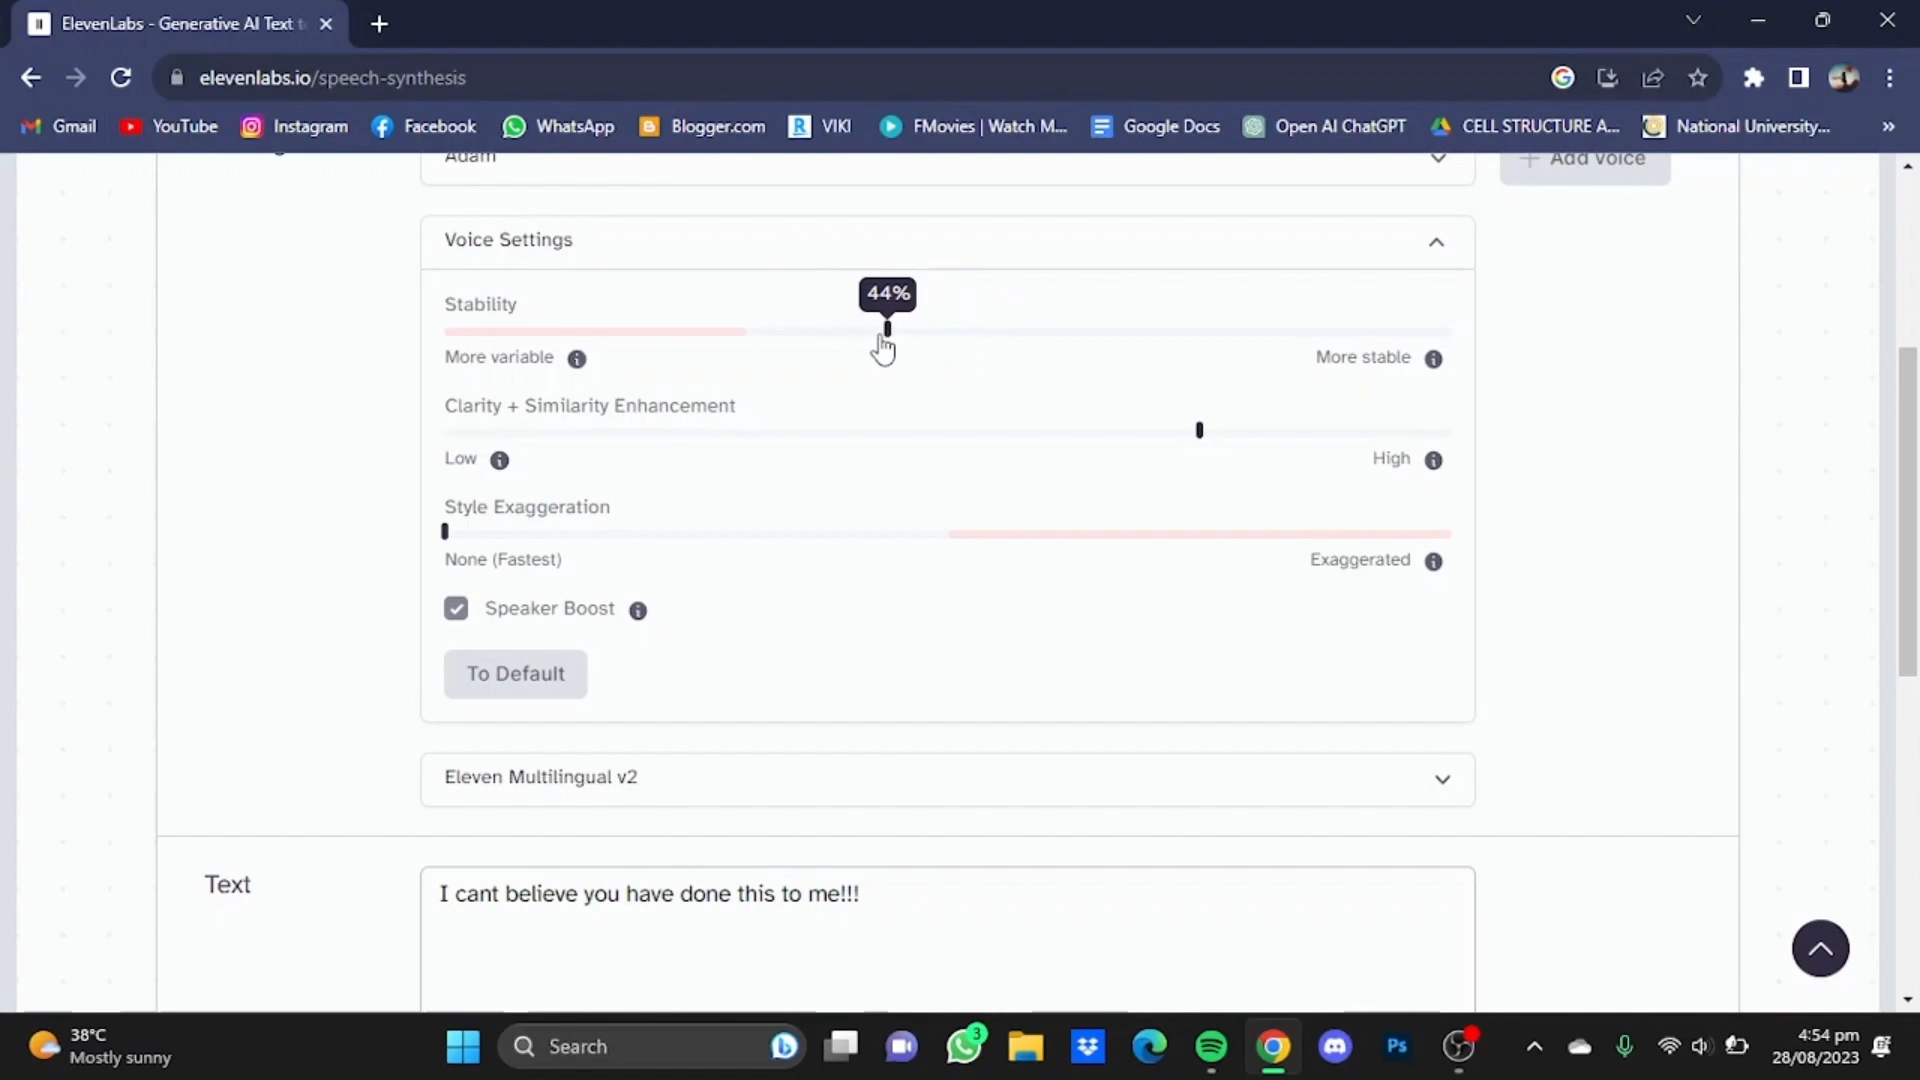 ElevenLabs - Generative AI Text t
elevenlabs.io/speech-synthesis
Gmail YouTube Instagram Facebook WhatsApp Blogger.com VIKI FMovies | Watch M... Google Docs Open AI ChatGPT CELL STRUCTURE A... National University... »
Adam
+ Add Voice
Voice Settings
44%
Stability
More variable More stable
Clarity + Similarity Enhancement
Low High
Style Exaggeration
None (Fastest) Exaggerated
Speaker Boost
To Default
Eleven Multilingual v2
Text
I cant believe you have done this to me!!!
38°C
Mostly sunny
Search
3
Ps
4:54 pm
28/08/2023